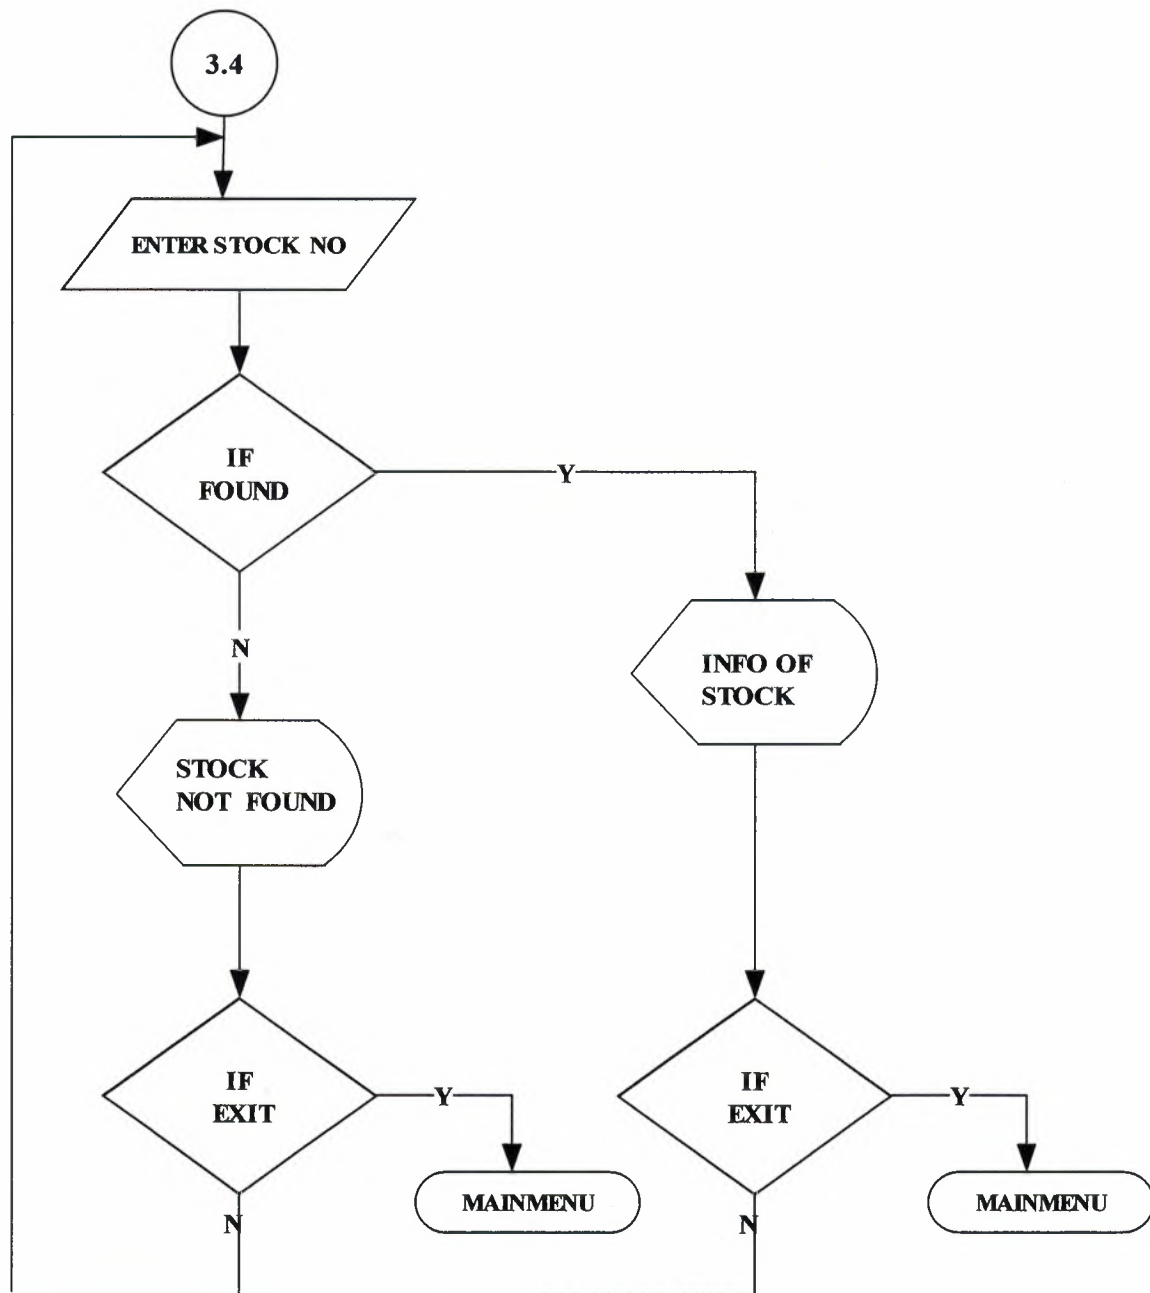 3.4
ENTER STOCK NO
IF
FOUND
Y
N
INFO OF
STOCK
STOCK
NOT FOUND
IF
EXIT
Y
MAINMENU
N
IF
EXIT
Y
MAINMENU
N